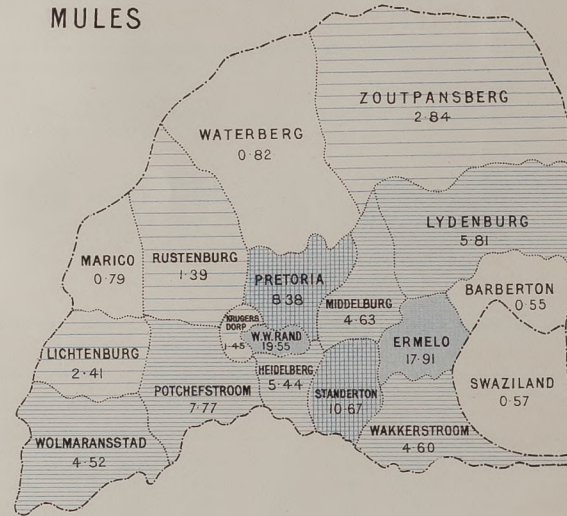 MULES
ZOUTPANSBERG
2·84
WATERBERG
0·82
LYDENBURG
5·81
MARICO
0·79
RUSTENBURG
1·39
PRETORIA
8·38
MIDDELBURG
4·63
BARBERTON
0·55
KRUGERS
DORP
1·45
W.W.RAND
19·55
ERMELO
17·91
LICHTENBURG
2·41
HEIDELBERG
5·44
SWAZILAND
0·57
POTCHEFSTROOM
7·77
STANDERTON
10·67
WAKKERSTROOM
4·60
WOLMARANSSTAD
4·52